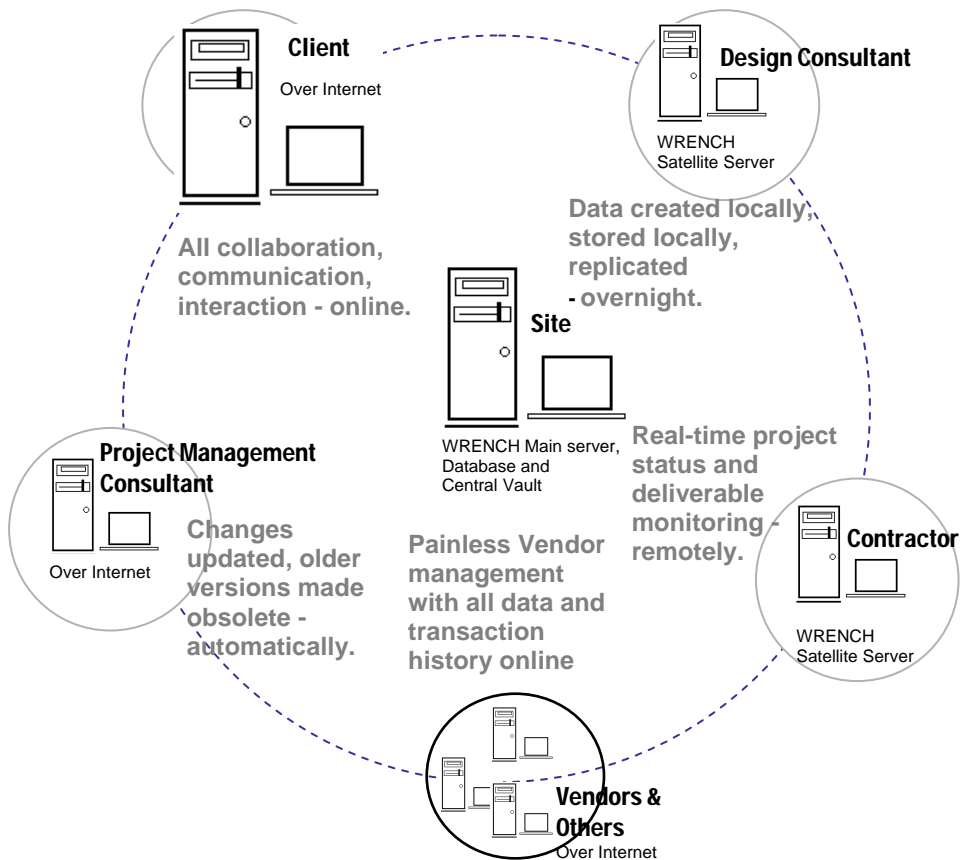 Client
Over Internet
Design Consultant
WRENCH
Satellite Server
All collaboration,
communication,
interaction - online.
Data created locally,
stored locally,
replicated
- overnight.
Site
WRENCH Main server,
Database and
Central Vault
Project Management
Consultant
Over Internet
Changes
updated, older
versions made
obsolete -
automatically.
Real-time project
status and
deliverable
monitoring -
remotely.
Contractor
WRENCH
Satellite Server
Painless Vendor
management
with all data and
transaction
history online
Vendors &
Others
Over Internet